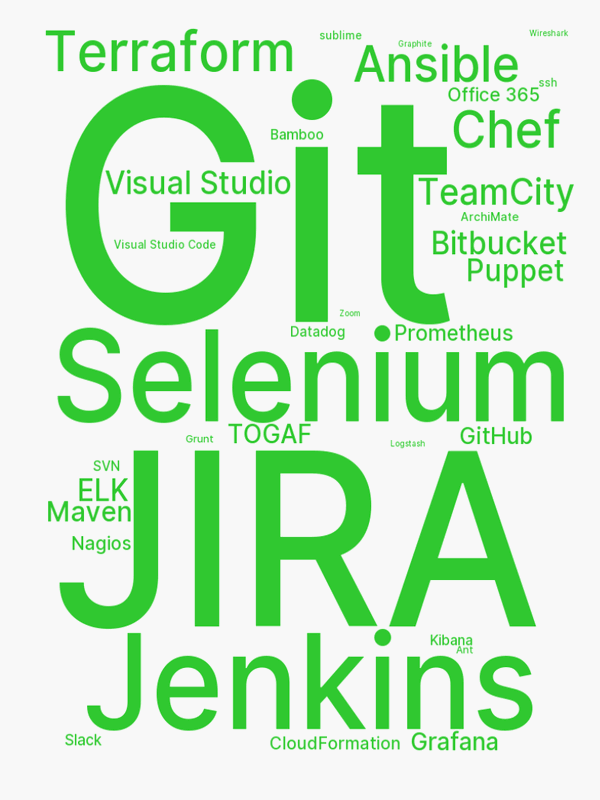 Wireshark
sublime
Terraform
Graphite
Ansible
ssh
Office 365
Git
Chef
Bamboo
Visual Studio
TeamCity
ArchiMate
Visual Studio Code
Bitbucket
Puppet
Zoom
Datadog
Prometheus
Selenium
TOGAF
GitHub
Grunt
Logstash
JIRA
SVN
ELK
Maven
Nagios
Kibana
Ant
Jenkins
Slack
CloudFormation
Grafana